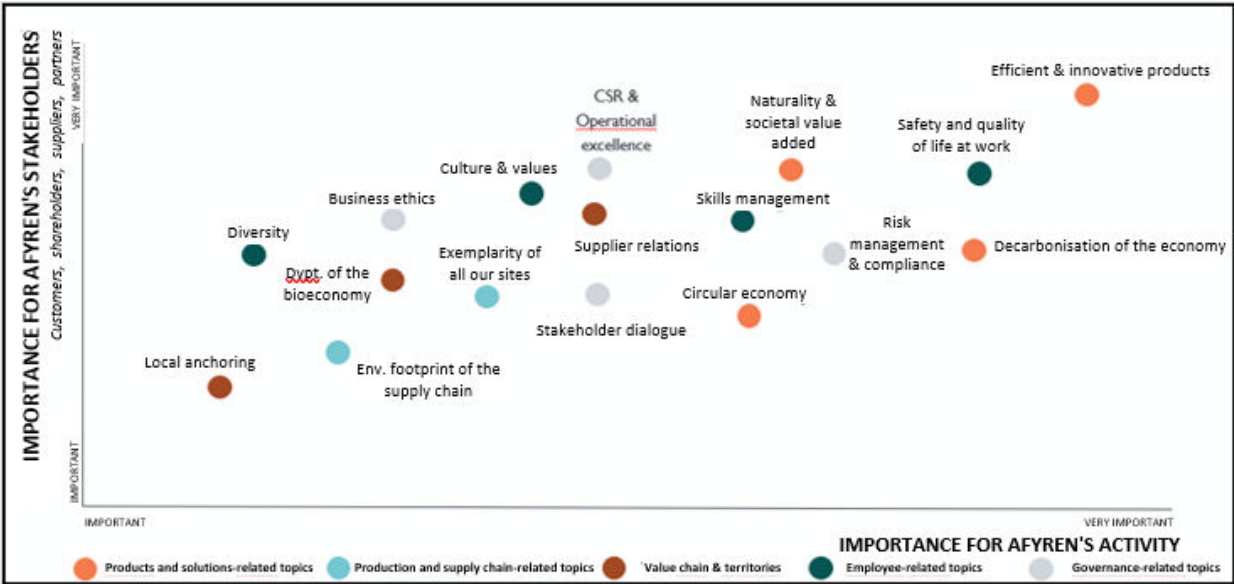 IMPORTANCE FOR AFYREN'S STAKEHOLDERS
Customers, shareholders, suppliers, partners
VERY IMPORTANT
IMPORTANT
Efficient & innovative products
CSR &
Operational
excellence
Naturality &
societal value
added
Safety and quality
of life at work
Culture & values
Business ethics
Skills management
Diversity
Supplier relations
Risk
management
& compliance
Decarbonisation of the economy
Exemplarity of
all our sites
Dvpt. of the
bioeconomy
Circular economy
Stakeholder dialogue
Local anchoring
Env. footprint of the
supply chain
IMPORTANT
VERY IMPORTANT
IMPORTANCE FOR AFYREN'S ACTIVITY
Products and solutions-related topics
Production and supply chain-related topics
Value chain & territories
Employee-related topics
Governance-related topics